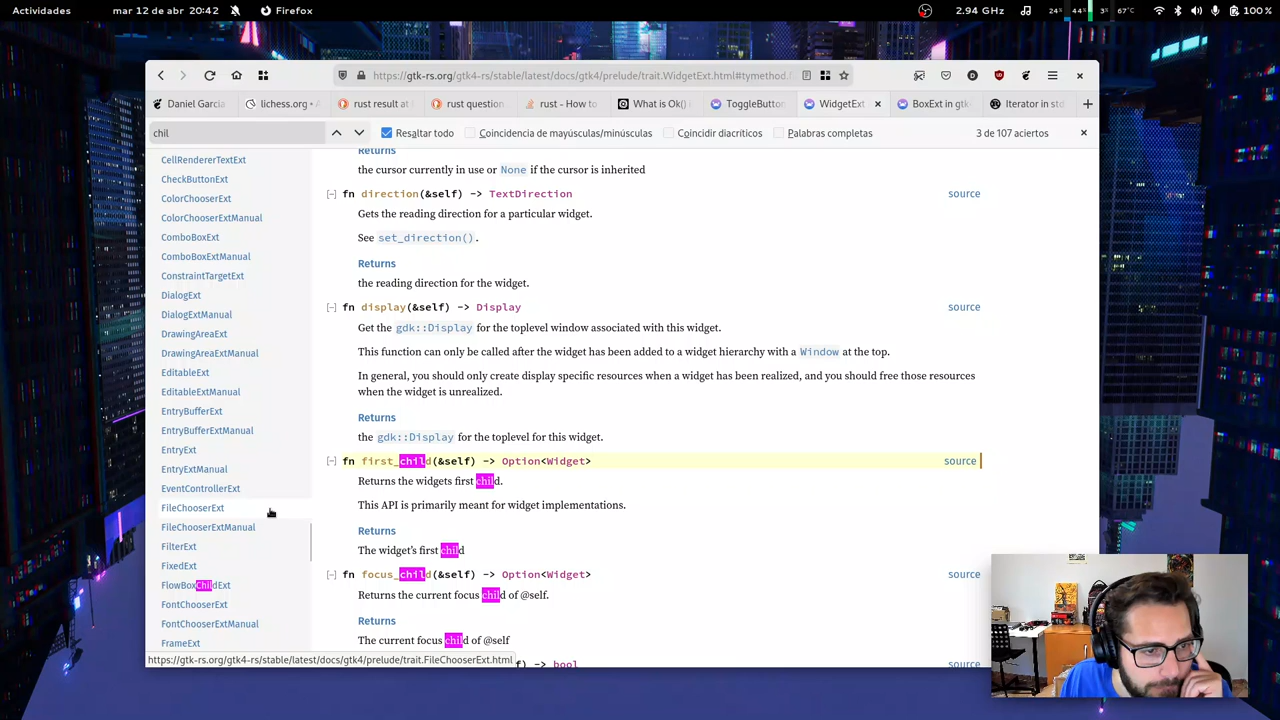 Actividades
mar 12 de abr 20:42
Firefox
2.94 GHz
24%
44%
3%
67°C
100 %
https://gtk-rs.org/gtk4-rs/stable/latest/docs/gtk4/prelude/trait.WidgetExt.html#tymethod.
Daniel Garcia
lichess.org •
rust result at
rust question
rust - How to
What is Ok()
ToggleButton
WidgetExt
BoxExt in gtk
Iterator in std
chil
Resaltar todo
Coincidencia de mayúsculas/minúsculas
Coincidir diacríticos
Palabras completas
3 de 107 aciertos
CellRendererTextExt
CheckButtonExt
ColorChooserExt
ColorChooserExtManual
ComboBoxExt
ComboBoxExtManual
ConstraintTargetExt
DialogExt
DialogExtManual
DrawingAreaExt
DrawingAreaExtManual
EditableExt
EditableExtManual
EntryBufferExt
EntryBufferExtManual
EntryExt
EntryExtManual
EventControllerExt
FileChooserExt
FileChooserExtManual
FilterExt
FixedExt
FlowBoxChildExt
FontChooserExt
FontChooserExtManual
FrameExt
https://gtk-rs.org/gtk4-rs/stable/latest/docs/gtk4/prelude/trait.FileChooserExt.html
Returns
the cursor currently in use or None if the cursor is inherited
[-] fn direction(&self) -> TextDirection
source
Gets the reading direction for a particular widget.
See set_direction().
Returns
the reading direction for the widget.
[-] fn display(&self) -> Display
source
Get the gdk::Display for the toplevel window associated with this widget.
This function can only be called after the widget has been added to a widget hierarchy with a Window at the top.
In general, you should only create display specific resources when a widget has been realized, and you should free those resources
when the widget is unrealized.
Returns
the gdk::Display for the toplevel for this widget.
[-] fn first_child(&self) -> Option<Widget>
source
Returns the widgets first child.
This API is primarily meant for widget implementations.
Returns
The widget's first child
[-] fn focus_child(&self) -> Option<Widget>
source
Returns the current focus child of @self.
Returns
The current focus child of @self
-> bool
source